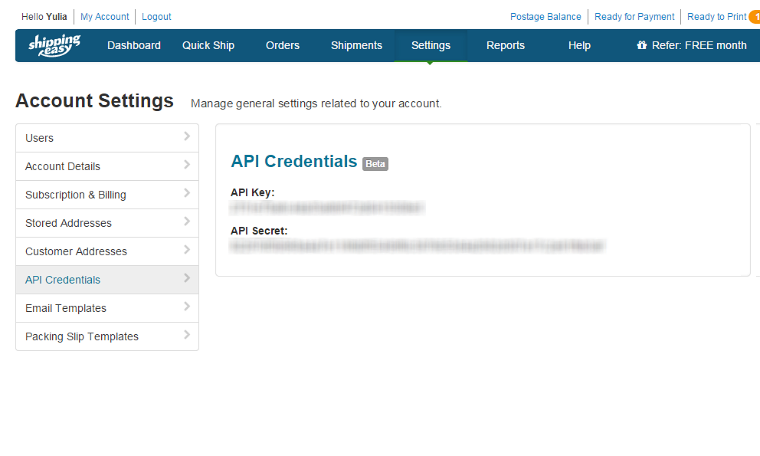 Hello Yulia My Account Logout Postage Balance Ready for Payment Ready to Print 1
shipping easy Dashboard Quick Ship Orders Shipments Settings Reports Help Refer: FREE month
Account Settings Manage general settings related to your account.
Users
Account Details
Subscription & Billing
Stored Addresses
Customer Addresses
API Credentials
Email Templates
Packing Slip Templates
API Credentials Beta
API Key:
API Secret: